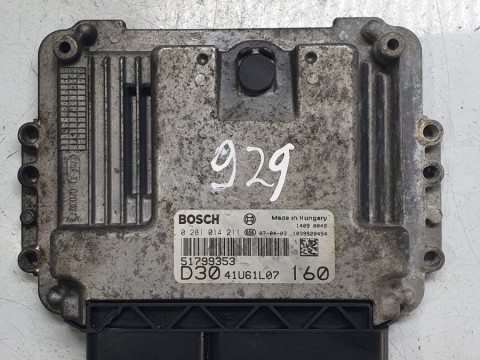 929
BOSCH Made in Hungary
1409 0045
0 281 014 211 07-04-03 1039S20454
51799353
D30 41U61L07 160